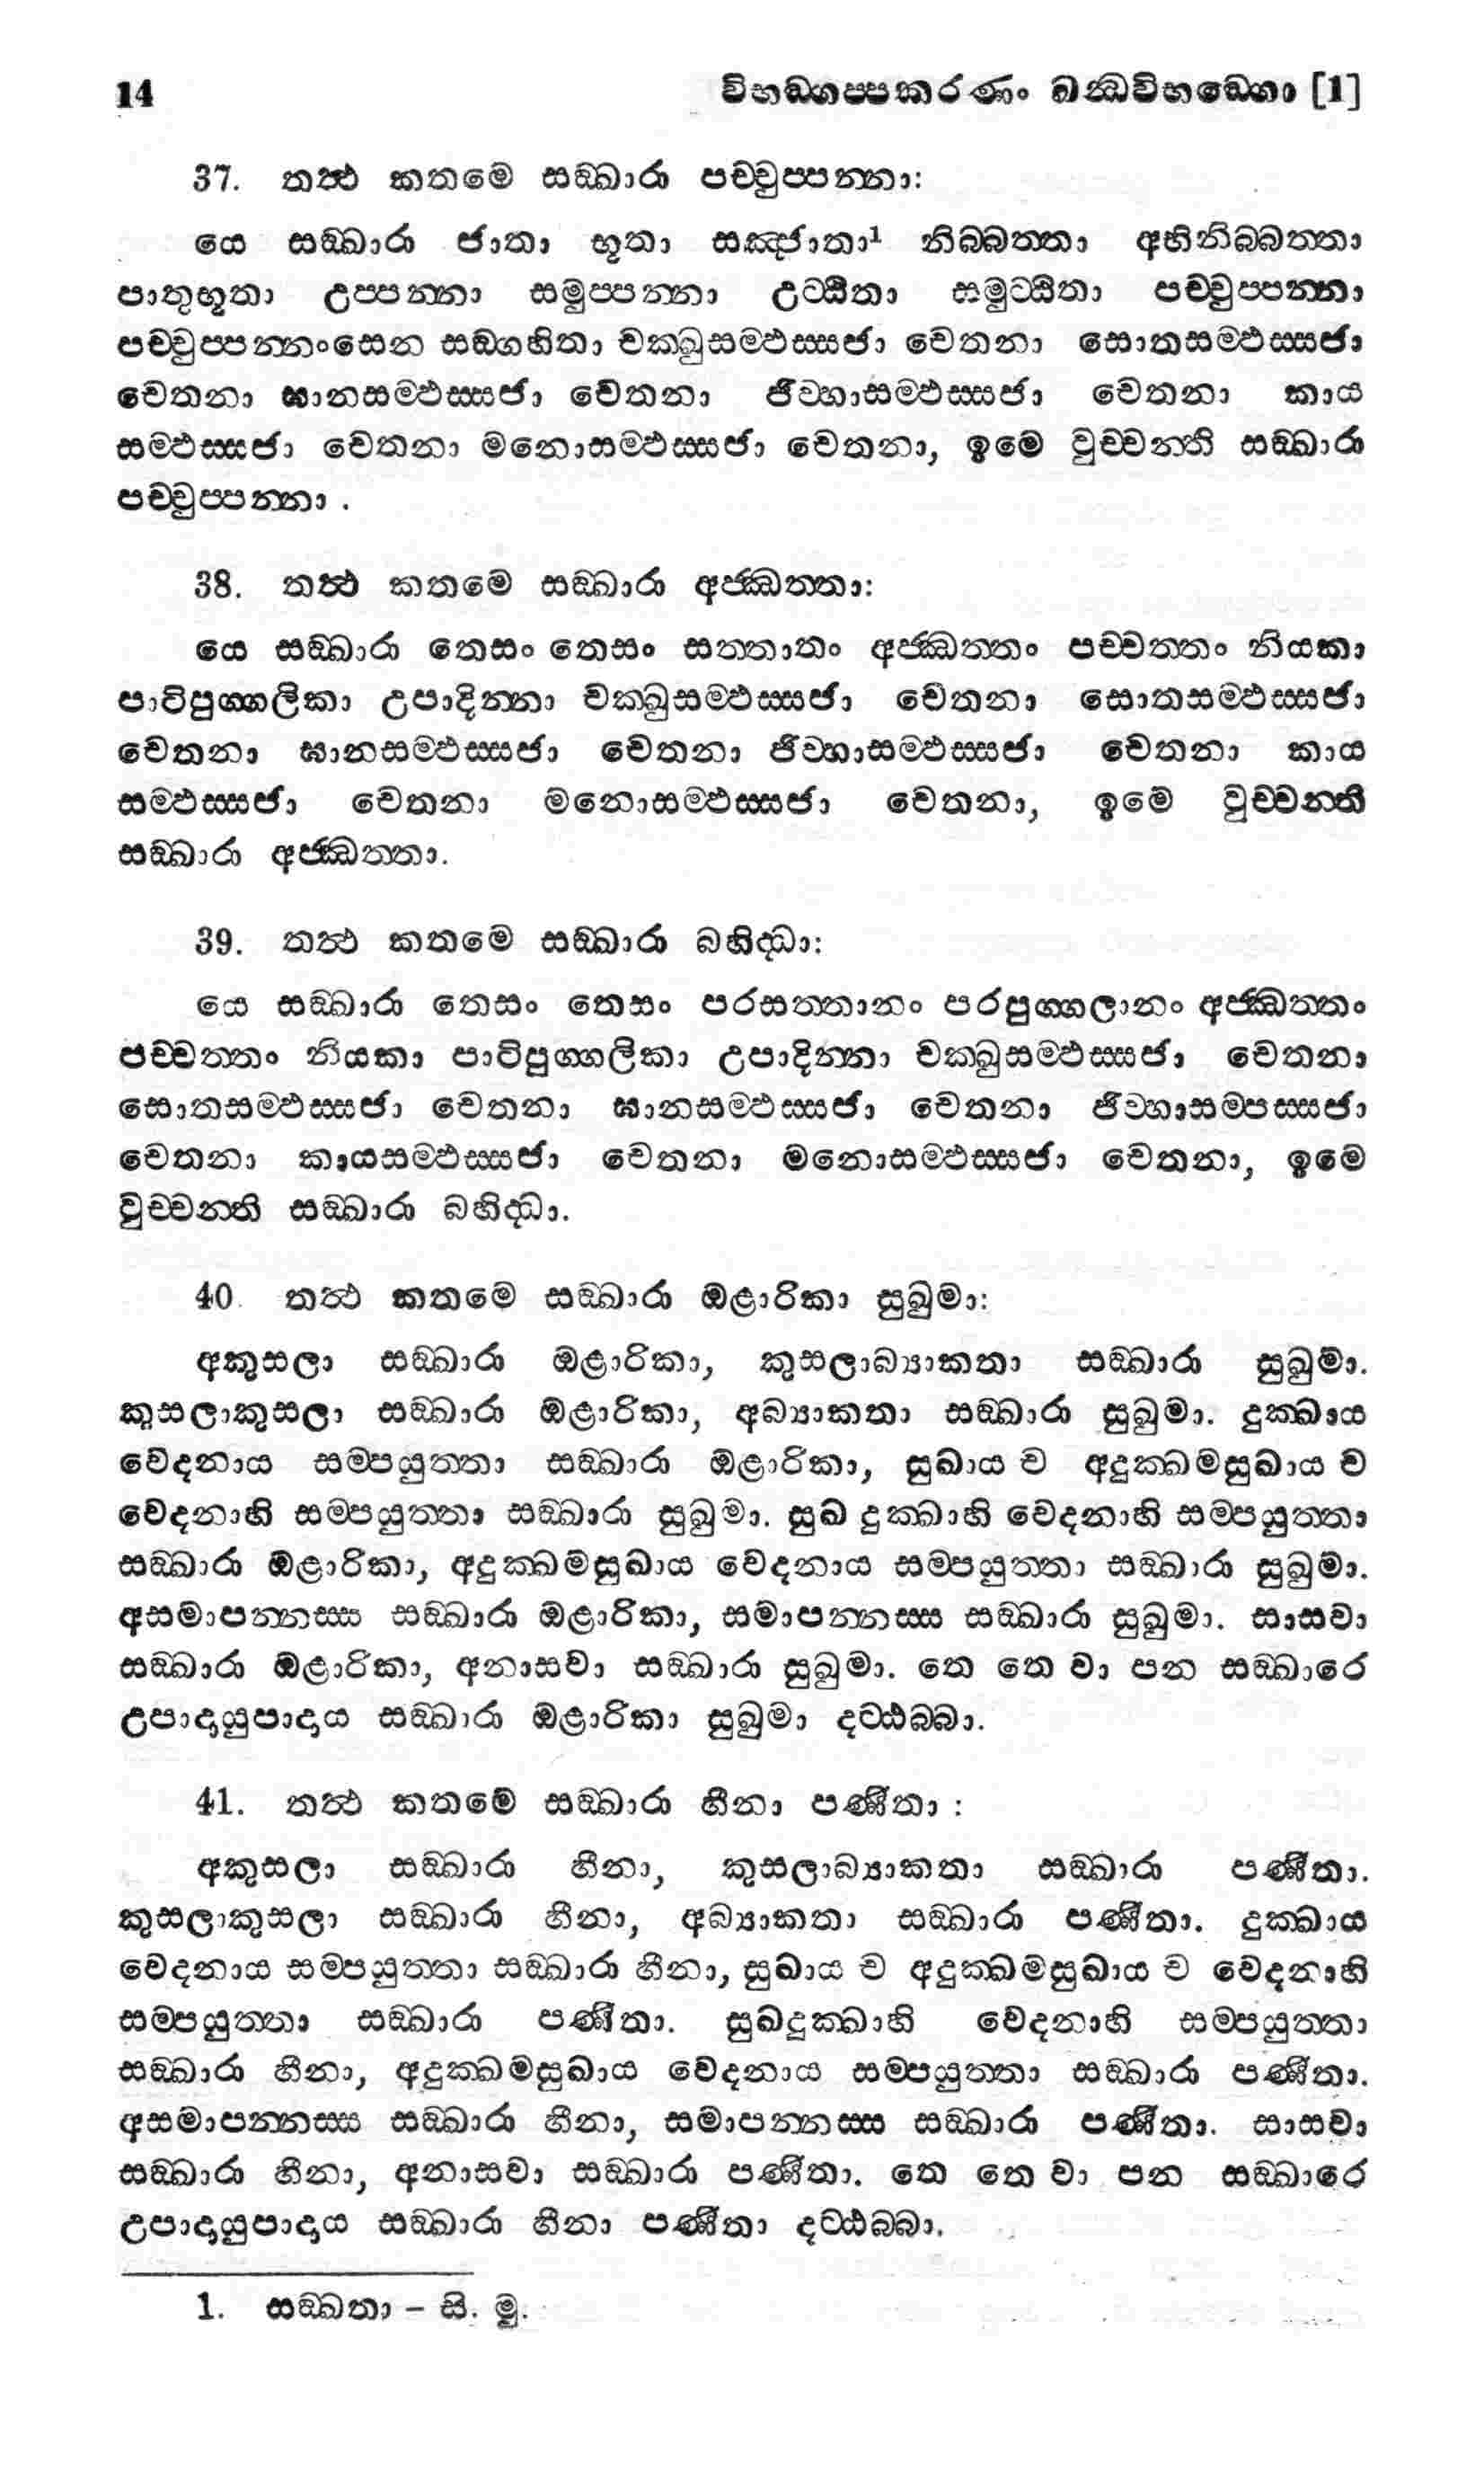 14 විභඞ්ගප්පකරණං ඛන්ධවිභඞ්ගො [1]
37. තත්ථ කතමෙ සඞ්ඛාරා පච්චුප්පන්නා:
යෙ සඞ්ඛාරා ජාතා භූතා සඤ්ජාතා¹ නිබ්බත්තා අභිනිබ්බත්තා
පාතුභූතා උප්පන්නා සමුප්පන්නා උට්ඨිතා සමුට්ඨිතා පච්චුප්පන්නා
පච්චුප්පන්නංසෙන සඞ්ගහිතා චක්ඛුසම්ඵස්සජා චෙතනා සොතසම්ඵස්සජා
චෙතනා ඝානසම්ඵස්සජා චෙතනා ජිව්හාසම්ඵස්සජා චෙතනා කාය
සම්ඵස්සජා චෙතනා මනොසම්ඵස්සජා චෙතනා, ඉමෙ වුච්චන්ති සඞ්ඛාරා
පච්චුප්පන්නා .
38. තත්ථ කතමෙ සඞ්ඛාරා අජ්ඣත්තා:
යෙ සඞ්ඛාරා තෙසං තෙසං සත්තානං අජ්ඣත්තං පච්චත්තං නියකා
පාටිපුග්ගලිකා උපාදින්නා චක්ඛුසම්ඵස්සජා චෙතනා සොතසම්ඵස්සජා
චෙතනා ඝානසම්ඵස්සජා චෙතනා ජිව්හාසම්ඵස්සජා චෙතනා කාය
සම්ඵස්සජා චෙතනා මනොසම්ඵස්සජා චෙතනා, ඉමෙ වුච්චන්ති
සඞ්ඛාරා අජ්ඣත්තා.
39. තත්ථ කතමෙ සඞ්ඛාරා බහිද්ධා:
යෙ සඞ්ඛාරා තෙසං තෙසං පරසත්තානං පරපුග්ගලානං අජ්ඣත්තං
පච්චත්තං නියකා පාටිපුග්ගලිකා උපාදින්නා චක්ඛුසම්ඵස්සජා චෙතනා
සොතසම්ඵස්සජා චෙතනා ඝානසම්ඵස්සජා චෙතනා ජිව්හාසම්පස්සජා
චෙතනා කායසම්ඵස්සජා චෙතනා මනොසම්ඵස්සජා චෙතනා, ඉමෙ
වුච්චන්ති සඞ්ඛාරා බහිද්ධා.
40. තත්ථ කතමෙ සඞ්ඛාරා ඔළාරිකා සුඛුමා:
අකුසලා සඞ්ඛාරා ඔළාරිකා, කුසලාබ්‍යාකතා සඞ්ඛාරා සුඛුමා.
කුසලාකුසලා සඞ්ඛාරා ඔළාරිකා, අබ්‍යාකතා සඞ්ඛාරා සුඛුමා. දුක්ඛාය
වෙදනාය සම්පයුත්තා සඞ්ඛාරා ඔළාරිකා, සුඛාය ච අදුක්ඛමසුඛාය ච
වෙදනාහි සම්පයුත්තා සඞ්ඛාරා සුඛුමා. සුඛ දුක්ඛාහි වෙදනාහි සම්පයුත්තා
සඞ්ඛාරා ඔළාරිකා, අදුක්ඛමසුඛාය වෙදනාය සම්පයුත්තා සඞ්ඛාරා සුඛුමා.
අසමාපන්නස්ස සඞ්ඛාරා ඔළාරිකා, සමාපන්නස්ස සඞ්ඛාරා සුඛුමා. සාසවා
සඞ්ඛාරා ඔළාරිකා, අනාසවා සඞ්ඛාරා සුඛුමා. තෙ තෙ වා පන සඞ්ඛාරෙ
උපාදායුපාදාය සඞ්ඛාරා ඔළාරිකා සුඛුමා දට්ඨබ්බා.
41. තත්ථ කතමෙ සඞ්ඛාරා හීනා පණීතා :
අකුසලා සඞ්ඛාරා හීනා, කුසලාබ්‍යාකතා සඞ්ඛාරා පණීතා.
කුසලාකුසලා සඞ්ඛාරා හීනා, අබ්‍යාකතා සඞ්ඛාරා පණීතා. දුක්ඛාය
වෙදනාය සම්පයුත්තා සඞ්ඛාරා හීනා, සුඛාය ච අදුක්ඛමසුඛාය ච වෙදනාහි
සම්පයුත්තා සඞ්ඛාරා පණීතා. සුඛදුක්ඛාහි වෙදනාහි සම්පයුත්තා
සඞ්ඛාරා හීනා, අදුක්ඛමසුඛාය වෙදනාය සම්පයුත්තා සඞ්ඛාරා පණීතා.
අසමාපන්නස්ස සඞ්ඛාරා හීනා, සමාපන්නස්ස සඞ්ඛාරා පණීතා. සාසවා
සඞ්ඛාරා හීනා, අනාසවා සඞ්ඛාරා පණීතා. තෙ තෙ වා පන සඞ්ඛාරෙ
උපාදායුපාදාය සඞ්ඛාරා හීනා පණීතා දට්ඨබ්බා.
1. සඞ්ඛතා – සි. මු.